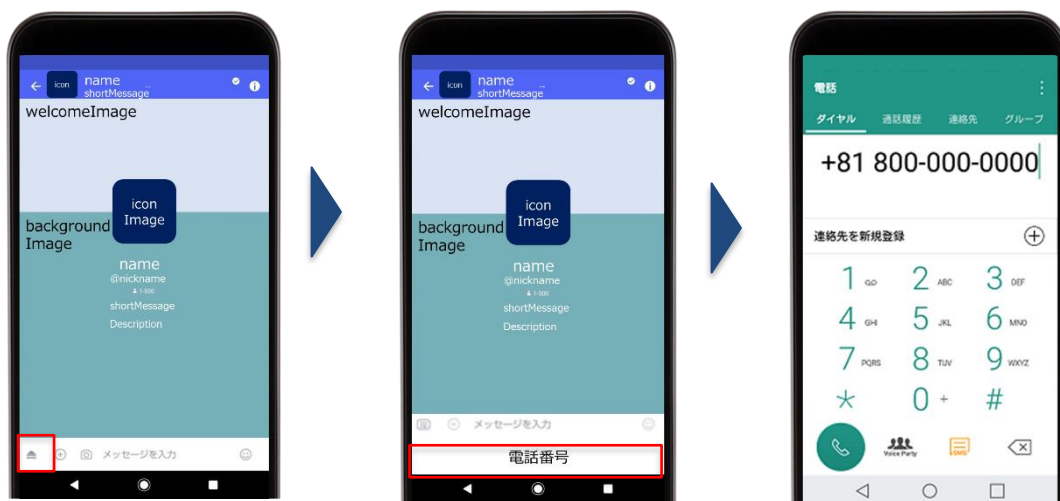 icon
name
shortMessage
welcomeImage
icon
Image
background
Image
name
@nickname
1-500
shortMessage
Description
メッセージを入力
icon
name
shortMessage
welcomeImage
icon
Image
background
Image
name
@nickname
1-500
shortMessage
Description
メッセージを入力
電話番号
電話
ダイヤル 通話履歴 連絡先 グループ
+81 800-000-0000
連絡先を新規登録
1 2 ABC 3 DEF
4 GHI 5 JKL 6 MNO
7 PQRS 8 TUV 9 WXYZ
* 0 + #
Voice Party SMS